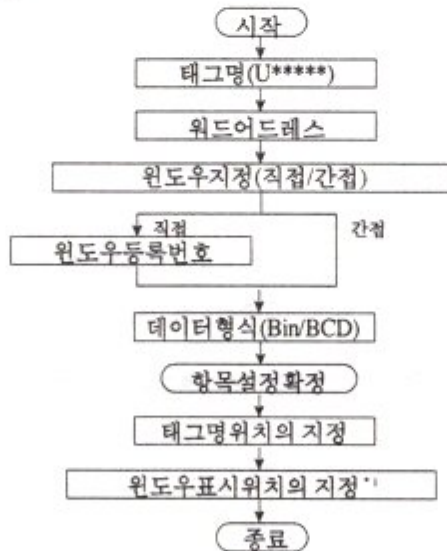 시작
태그명(U*****)
워드어드레스
윈도우지정(직접/간접)
직접
간접
윈도우등록번호
데이터형식(Bin/BCD)
항목설정확정
태그명위치의 지정
윈도우표시위치의 지정*¹
종료